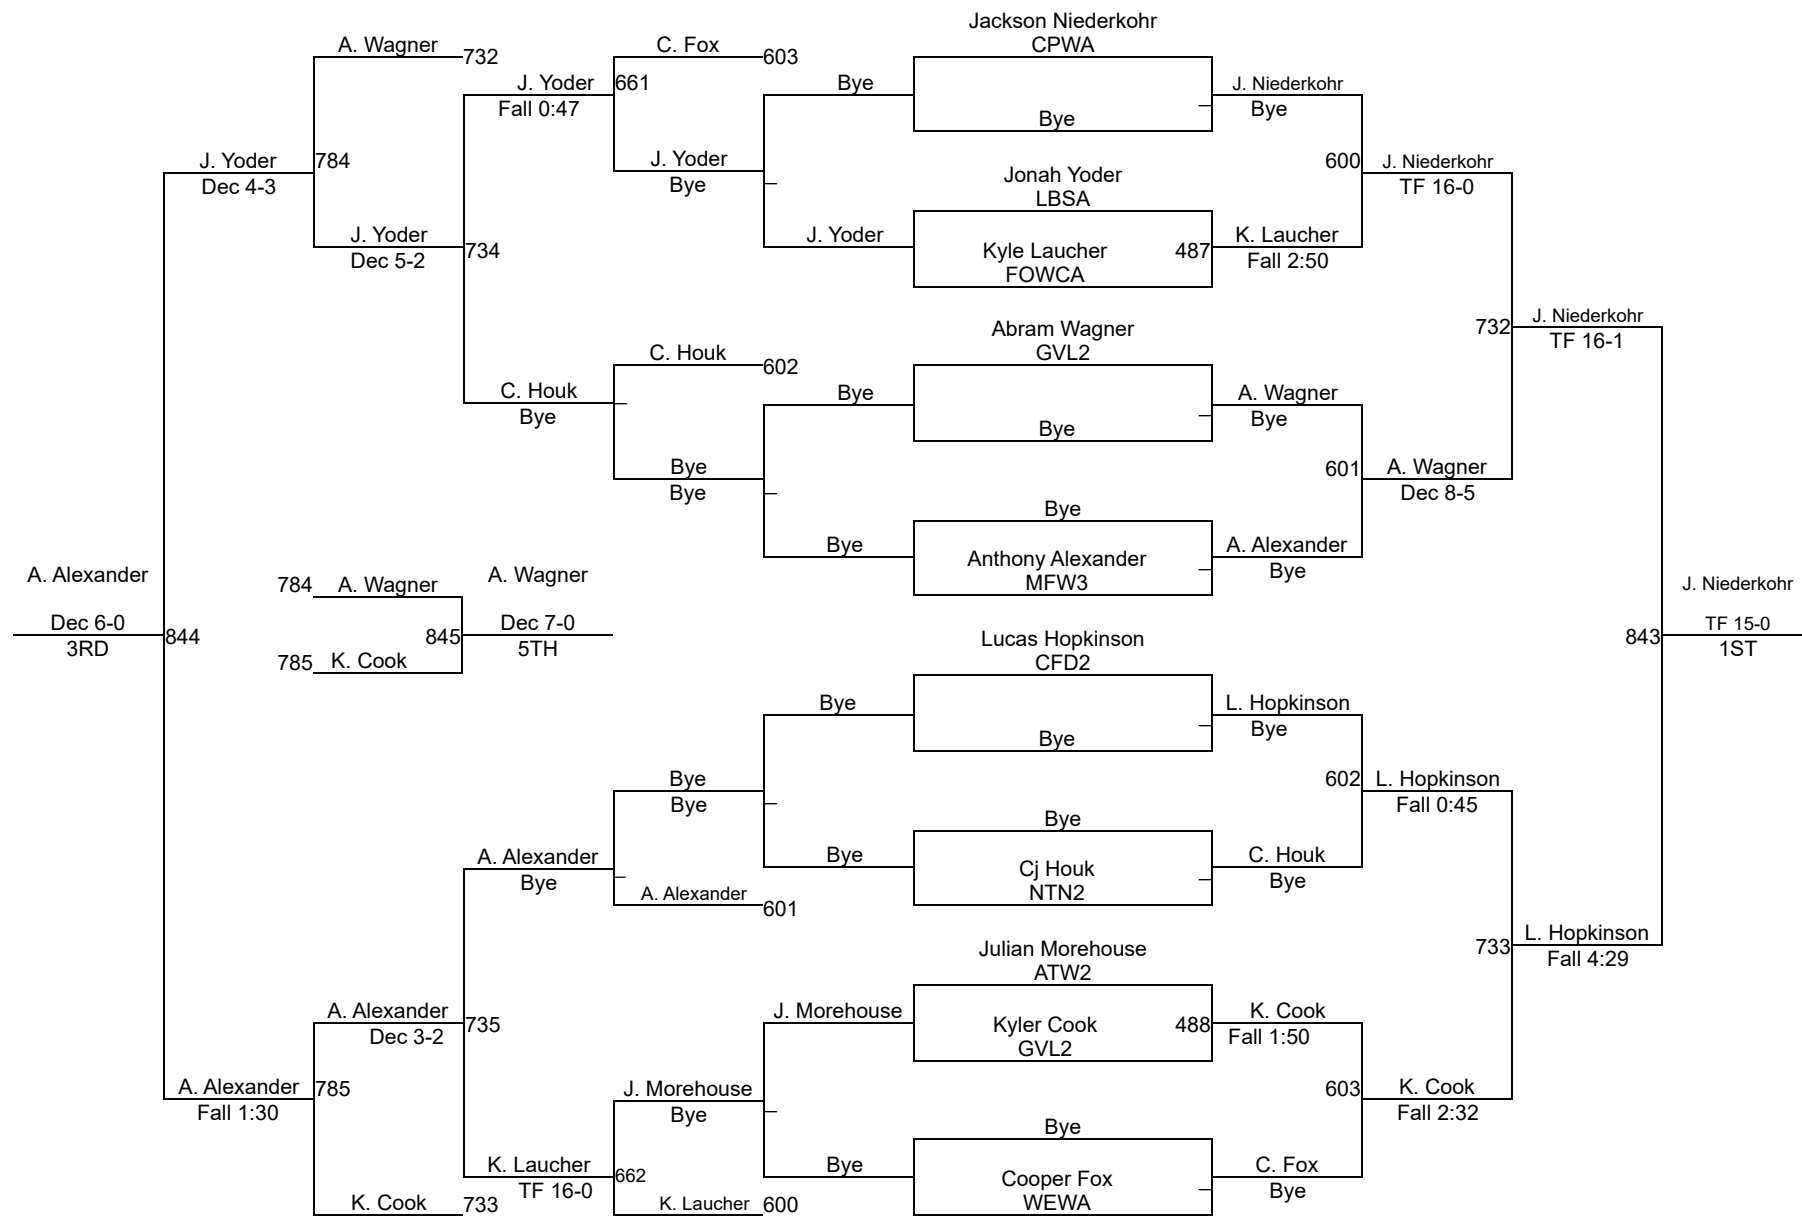 Jackson Niederkohr
A. Wagner
732
C. Fox
603
CPWA
J. Yoder
661
Bye
J. Niederkohr
Fall 0:47
Bye
Bye
J. Yoder
784
J. Yoder
600
J. Niederkohr
Dec 4-3
Bye
Jonah Yoder
TF 16-0
LBSA
J. Yoder
734
J. Yoder
Kyle Laucher
487
K. Laucher
Dec 5-2
FOWCA
Fall 2:50
Abram Wagner
732
J. Niederkohr
C. Houk
602
GVL2
TF 16-1
C. Houk
Bye
A. Wagner
Bye
Bye
Bye
Bye
601
A. Wagner
Bye
Dec 8-5
Bye
Bye
Anthony Alexander
A. Alexander
A. Alexander
784
A. Wagner
A. Wagner
MFW3
Bye
J. Niederkohr
Dec 6-0
844
845
Dec 7-0
843
TF 15-0
3RD
785
K. Cook
5TH
Lucas Hopkinson
1ST
CFD2
Bye
L. Hopkinson
Bye
Bye
Bye
602
L. Hopkinson
Bye
Fall 0:45
Bye
A. Alexander
Bye
Cj Houk
C. Houk
Bye
A. Alexander
601
NTN2
Bye
Julian Morehouse
733
L. Hopkinson
ATW2
Fall 4:29
A. Alexander
735
J. Morehouse
Kyler Cook
488
K. Cook
Dec 3-2
GVL2
Fall 1:50
A. Alexander
785
J. Morehouse
603
K. Cook
Fall 1:30
Bye
Bye
Fall 2:32
K. Laucher
662
Bye
Cooper Fox
C. Fox
TF 16-0
Bye
K. Cook
733
K. Laucher
600
WEWA